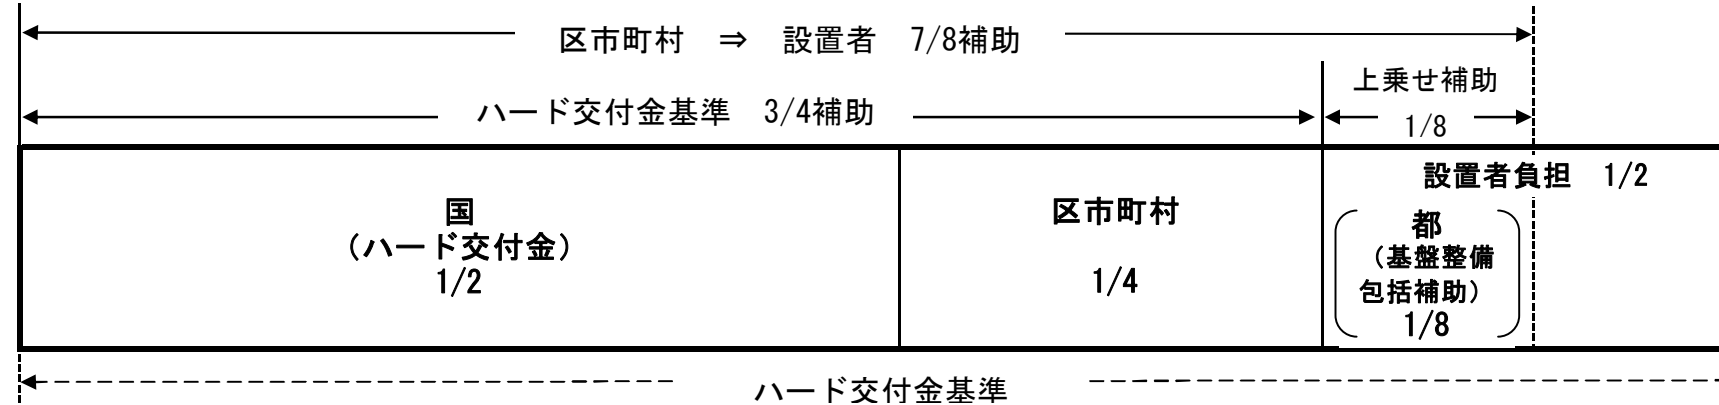 区市町村　⇒　設置者　7/8補助
上乗せ補助
ハード交付金基準　3/4補助
1/8
設置者負担　1/2
国
（ハード交付金）
1/2
区市町村
1/4
都
（基盤整備
包括補助）
1/8
ハード交付金基準